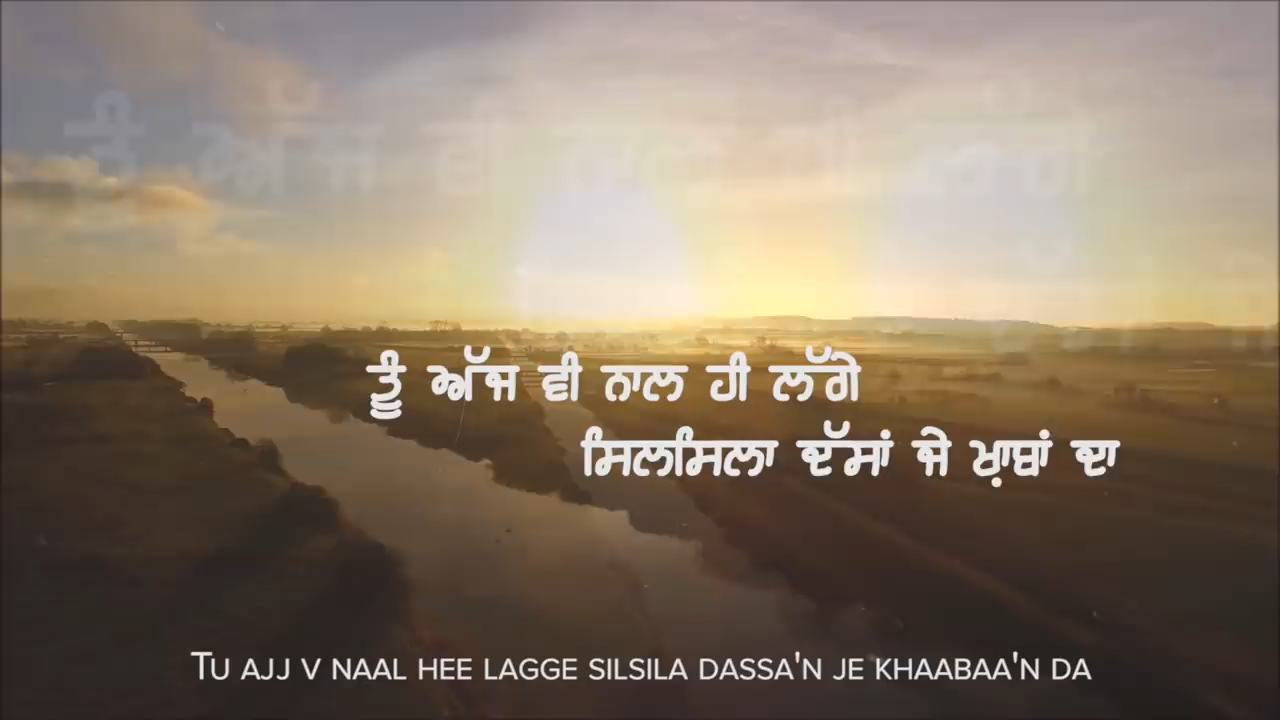 ਤੂੰ ਅੱਜ ਵੀ ਨਾਲ ਹੀ ਲੱਗੇ
ਸਿਲਸਿਲਾ ਦੱਸਾਂ ਜੇ ਖ਼ਾਬਾਂ ਦਾ
TU AJJ V NAAL HEE LAGGE SILSILA DASSA'N JE KHAABAA'N DA